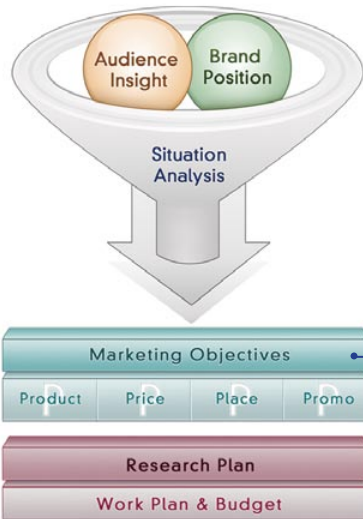 Audience
Insight
Brand
Position
Situation
Analysis
Marketing Objectives
Product Price Place Promo
Research Plan
Work Plan & Budget